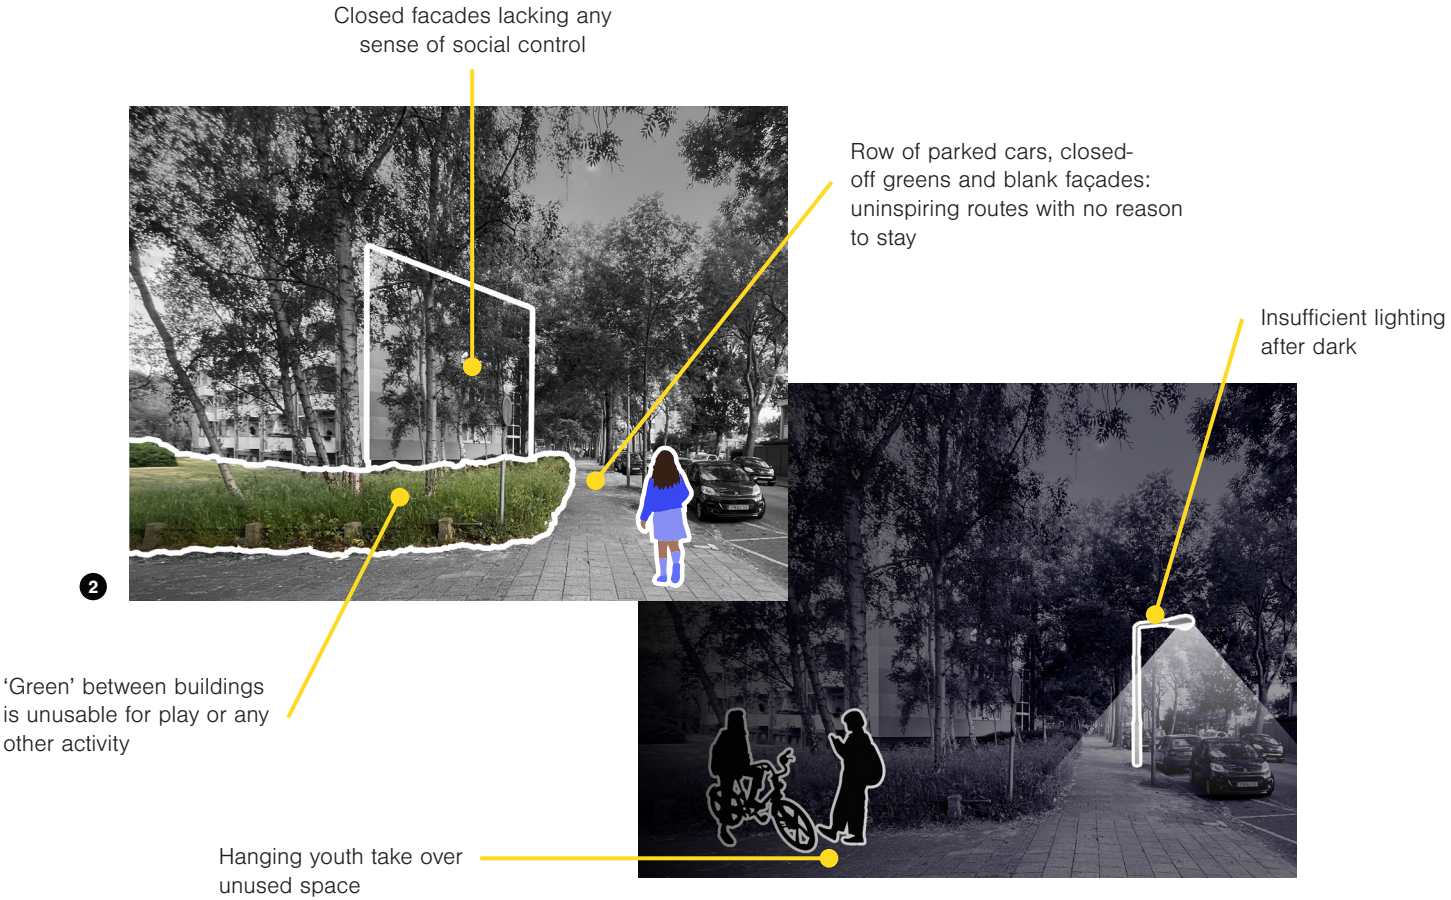 Closed facades lacking any
sense of social control
Row of parked cars, closed-
off greens and blank façades:
uninspiring routes with no reason
to stay
Insufficient lighting
after dark
2
‘Green’ between buildings
is unusable for play or any
other activity
Hanging youth take over
unused space